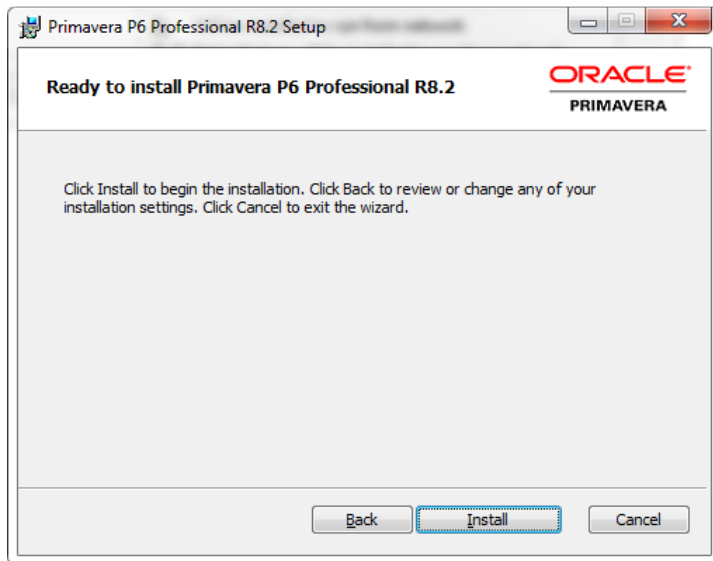 Primavera P6 Professional R8.2 Setup
Ready to install Primavera P6 Professional R8.2
ORACLE
PRIMAVERA
Click Install to begin the installation. Click Back to review or change any of your
installation settings. Click Cancel to exit the wizard.
Back
Install
Cancel